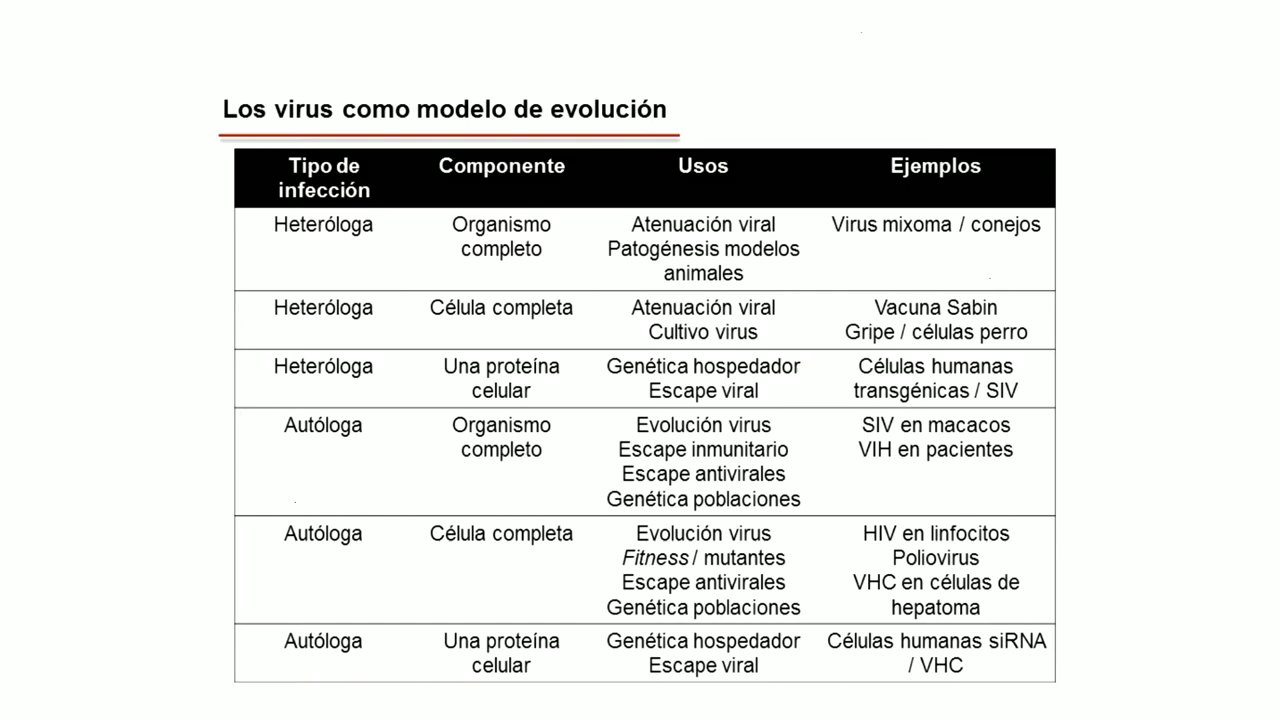 Los virus como modelo de evolución
Tipo de infección Componente Usos Ejemplos
Heteróloga Organismo completo Atenuación viral Patogénesis modelos animales Virus mixoma / conejos
Heteróloga Célula completa Atenuación viral Cultivo virus Vacuna Sabin Gripe / células perro
Heteróloga Una proteína celular Genética hospedador Escape viral Células humanas transgénicas / SIV
Autóloga Organismo completo Evolución virus Escape inmunitario Escape antivirales Genética poblaciones SIV en macacos VIH en pacientes
Autóloga Célula completa Evolución virus Fitness / mutantes Escape antivirales Genética poblaciones HIV en linfocitos Poliovirus VHC en células de hepatoma
Autóloga Una proteína celular Genética hospedador Escape viral Células humanas siRNA / VHC